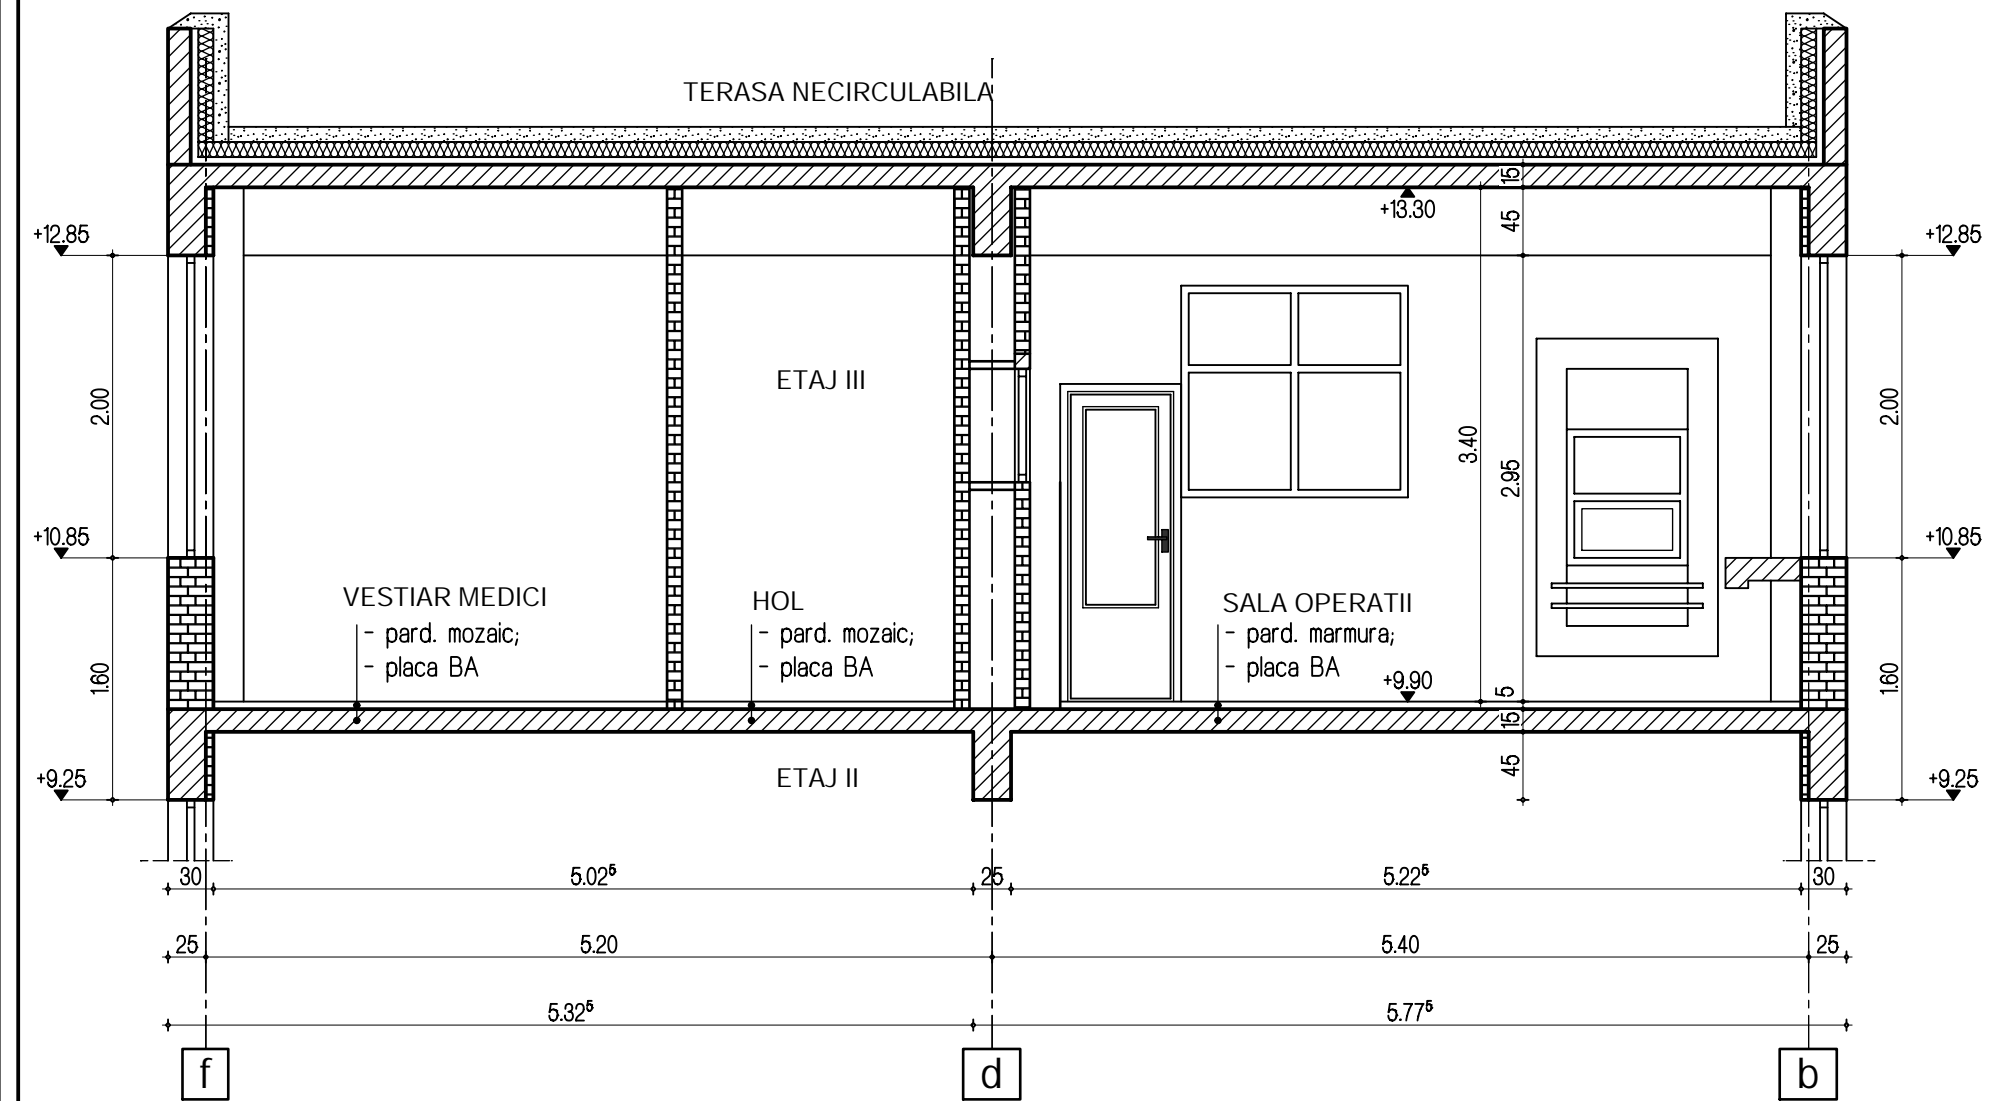 TERASA NECIRCULABILA
15
+13.30
45
+12.85
+12.85
ETAJ III
2.00
2.00
3.40
2.95
+10.85
+10.85
VESTIAR MEDICI
- pard. mozaic;
- placa BA
HOL
- pard. mozaic;
- placa BA
SALA OPERATII
- pard. marmura;
- placa BA
1.60
1.60
+9.90
5
15
45
ETAJ II
+9.25
+9.25
30 5.02⁵ 25 5.22⁵ 30
25 5.20 5.40 25
5.32⁵ 5.77⁵
f d b